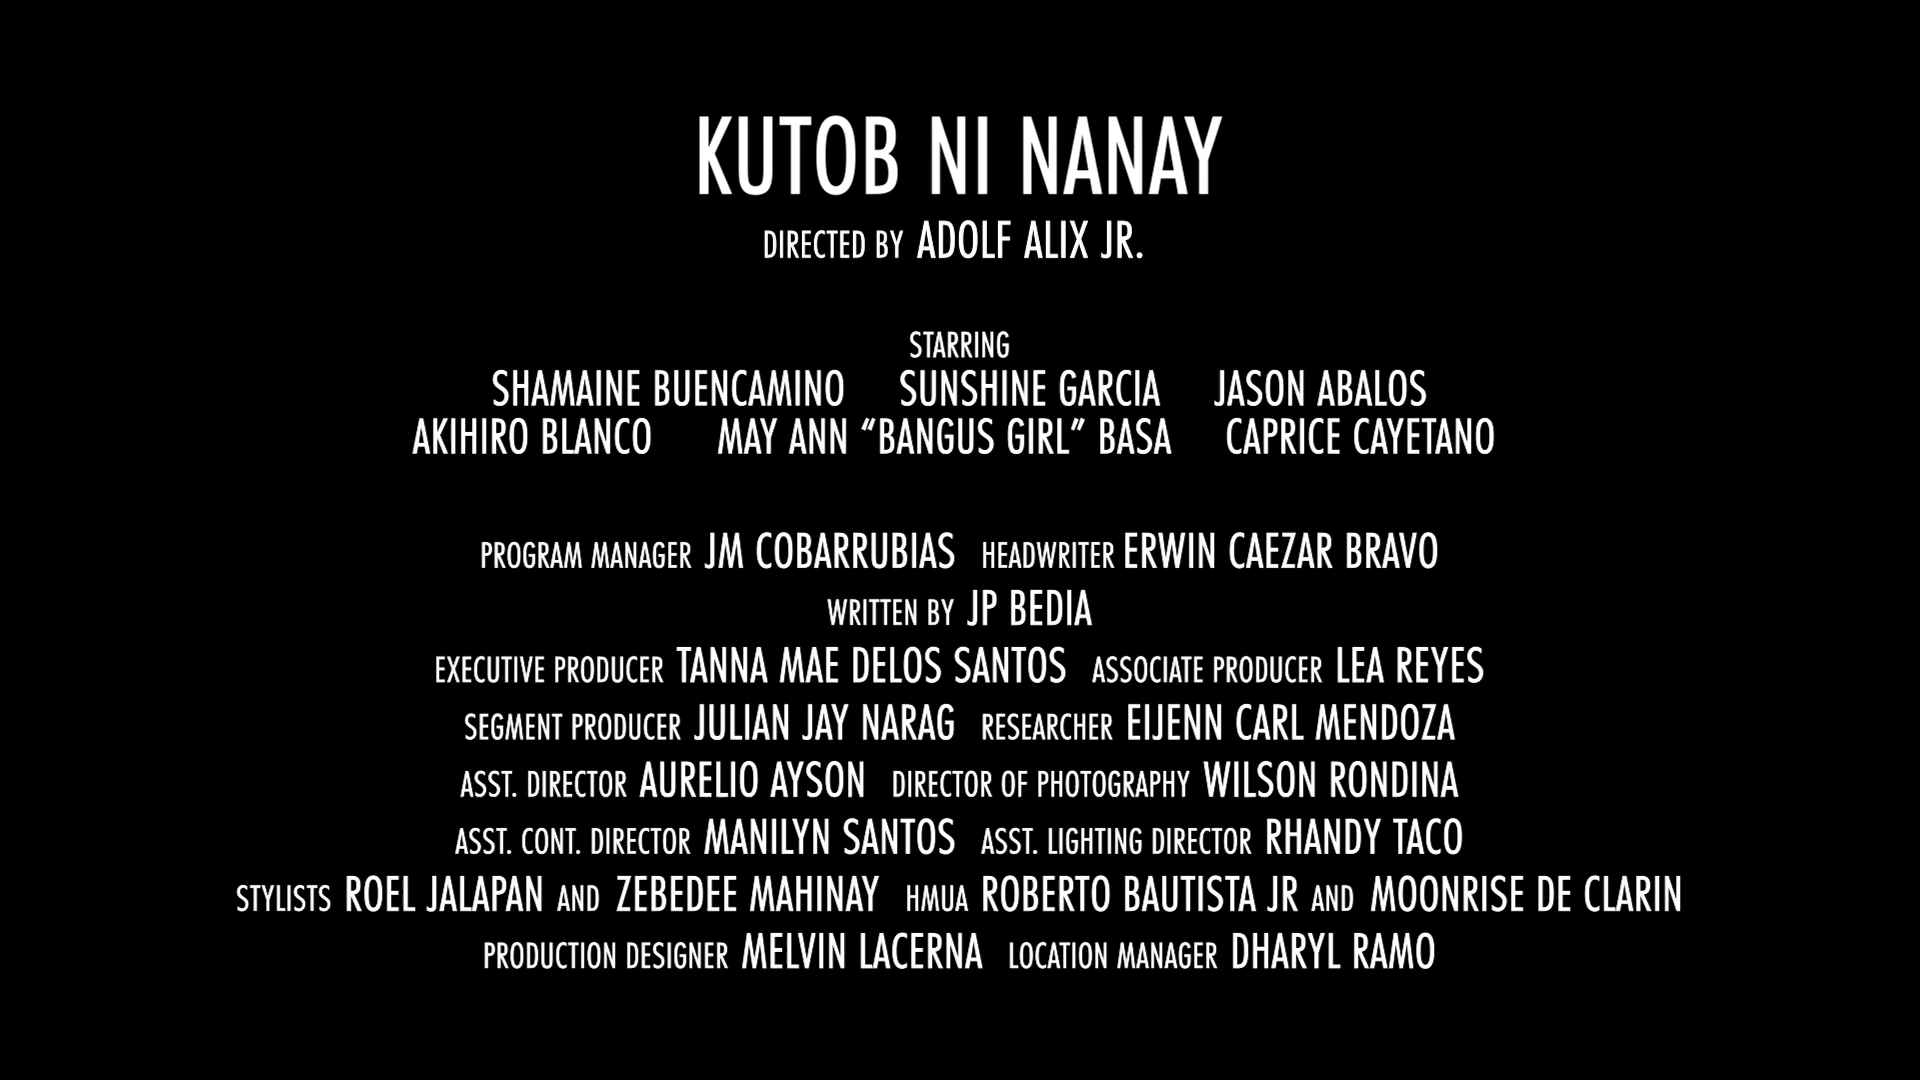 KUTOB NI NANAY
DIRECTED BY ADOLF ALIX JR.
STARRING
SHAMAINE BUENCAMINO SUNSHINE GARCIA JASON ABALOS
AKIHIRO BLANCO MAY ANN “BANGUS GIRL” BASA CAPRICE CAYETANO
PROGRAM MANAGER JM COBARRUBIAS HEADWRITER ERWIN CAEZAR BRAVO
WRITTEN BY JP BEDIA
EXECUTIVE PRODUCER TANNA MAE DELOS SANTOS ASSOCIATE PRODUCER LEA REYES
SEGMENT PRODUCER JULIAN JAY NARAG RESEARCHER EIJENN CARL MENDOZA
ASST. DIRECTOR AURELIO AYSON DIRECTOR OF PHOTOGRAPHY WILSON RONDINA
ASST. CONT. DIRECTOR MANILYN SANTOS ASST. LIGHTING DIRECTOR RHANDY TACO
STYLISTS ROEL JALAPAN AND ZEBEDEE MAHINAY HMUA ROBERTO BAUTISTA JR AND MOONRISE DE CLARIN
PRODUCTION DESIGNER MELVIN LACERNA LOCATION MANAGER DHARYL RAMO